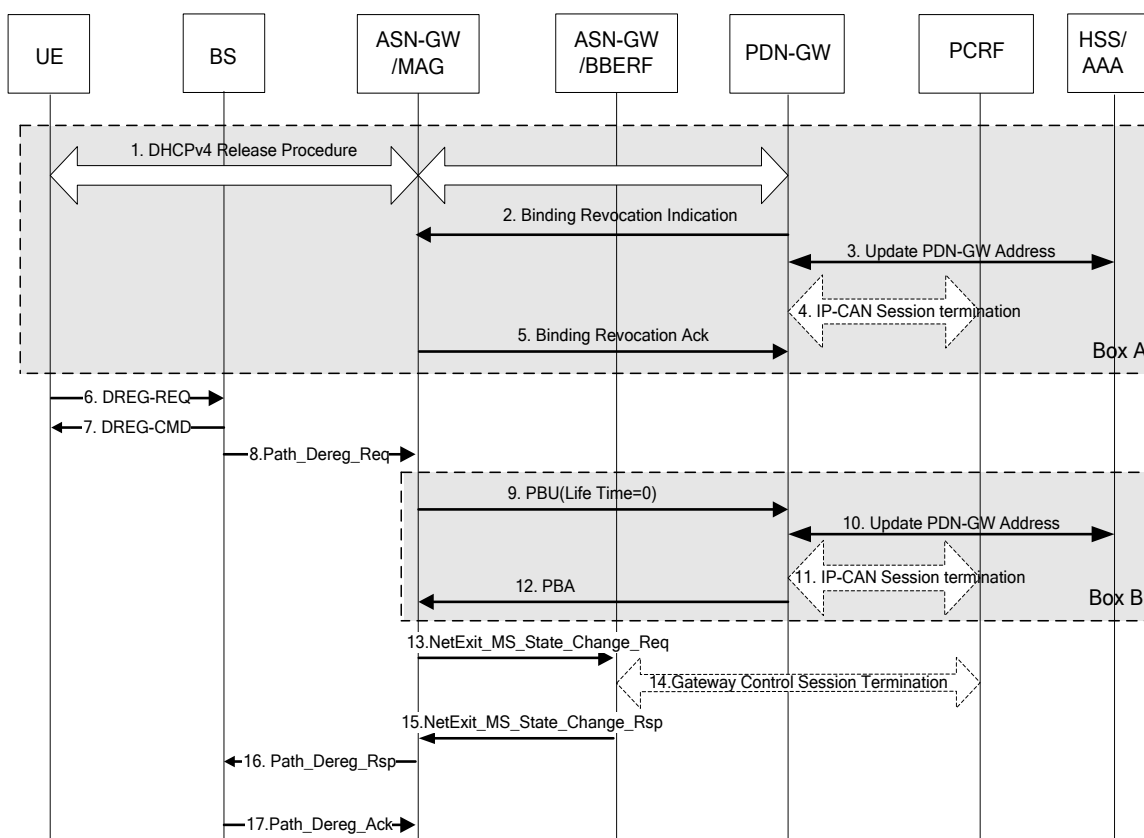 UE
BS
ASN-GW
/MAG
ASN-GW
/BBERF
PDN-GW
PCRF
HSS/
AAA
1. DHCPv4 Release Procedure
2. Binding Revocation Indication
3. Update PDN-GW Address
4. IP-CAN Session termination
5. Binding Revocation Ack
Box A
6. DREG-REQ
7. DREG-CMD
8.Path_Dereg_Req
9. PBU(Life Time=0)
10. Update PDN-GW Address
11. IP-CAN Session termination
12. PBA
Box B
13.NetExit_MS_State_Change_Req
14.Gateway Control Session Termination
15.NetExit_MS_State_Change_Rsp
16. Path_Dereg_Rsp
17.Path_Dereg_Ack